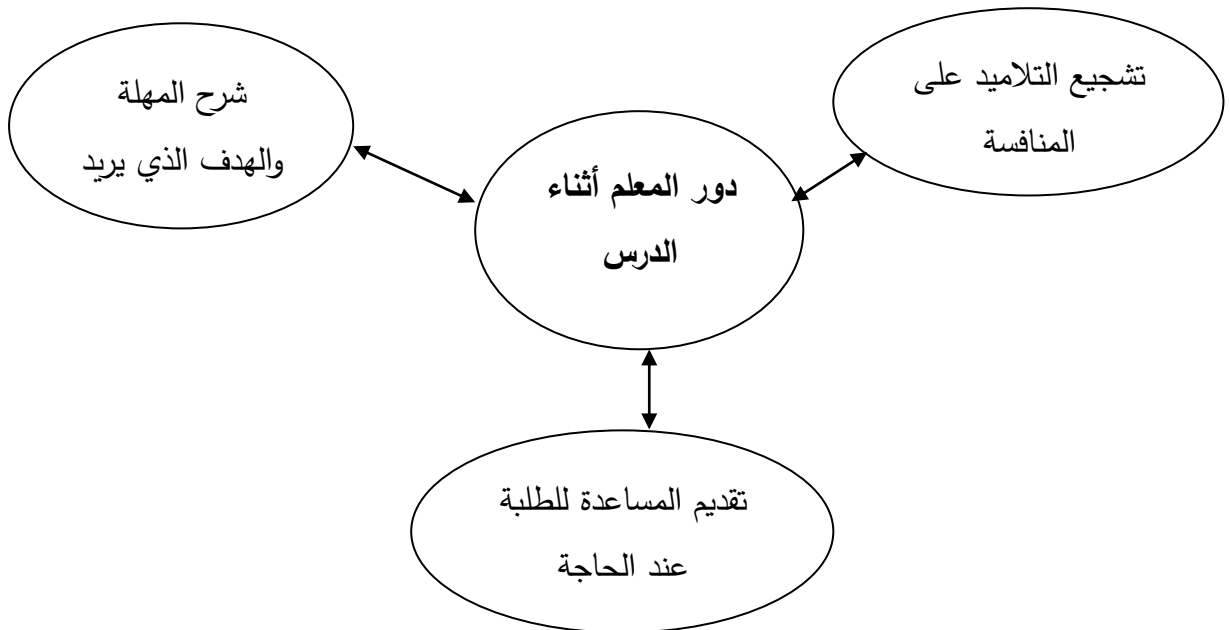 تشجيع التلاميد على
المنافسة
شرح المهلة
والهدف الذي يريد
دور المعلم أثناء
الدرس
تقديم المساعدة للطلبة
عند الحاجة